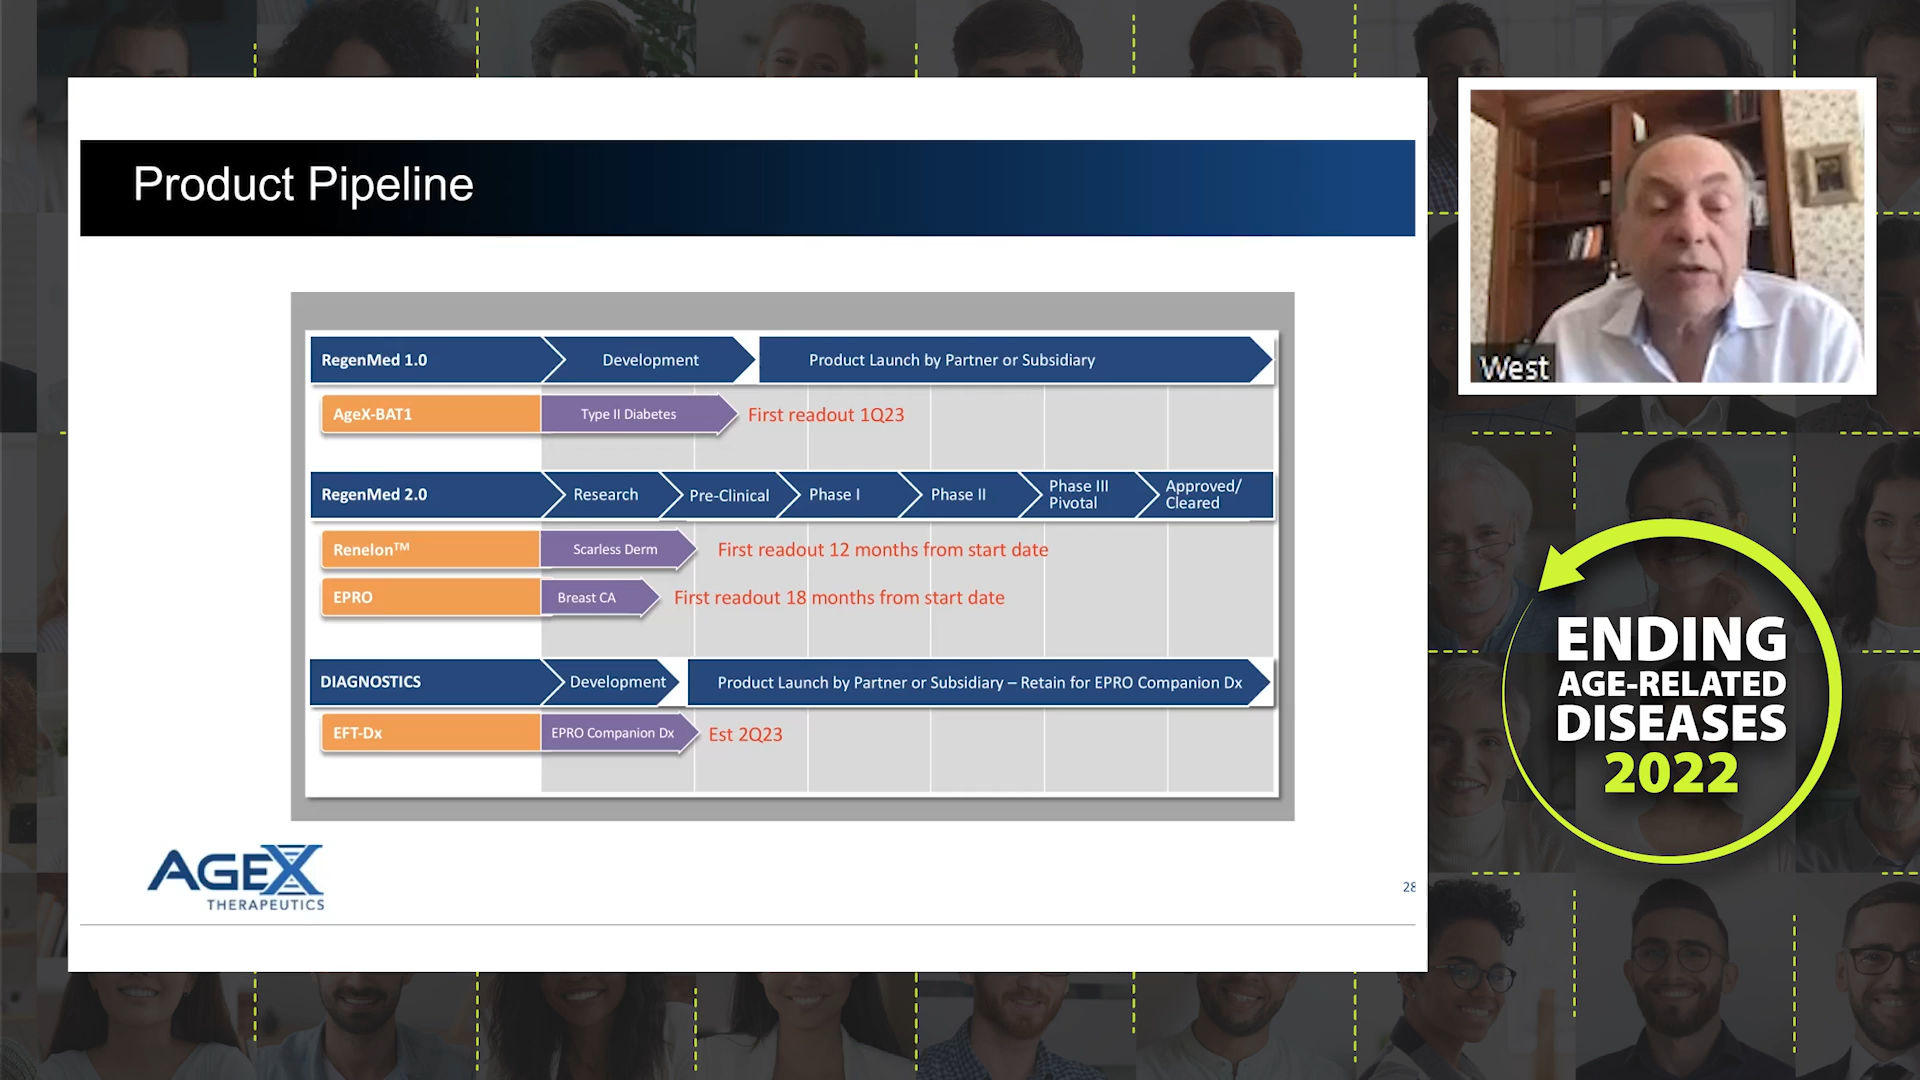 Product Pipeline
RegenMed 1.0
Development
Product Launch by Partner or Subsidiary
AgeX-BAT1
Type II Diabetes
First readout 1Q23
RegenMed 2.0
Research
Pre-Clinical
Phase I
Phase II
Phase III
Pivotal
Approved/
Cleared
Renelon™
Scarless Derm
First readout 12 months from start date
EPRO
Breast CA
First readout 18 months from start date
DIAGNOSTICS
Development
Product Launch by Partner or Subsidiary – Retain for EPRO Companion Dx
EFT-Dx
EPRO Companion Dx
Est 2Q23
AGEX
THERAPEUTICS
28
West
ENDING
AGE-RELATED
DISEASES
2022